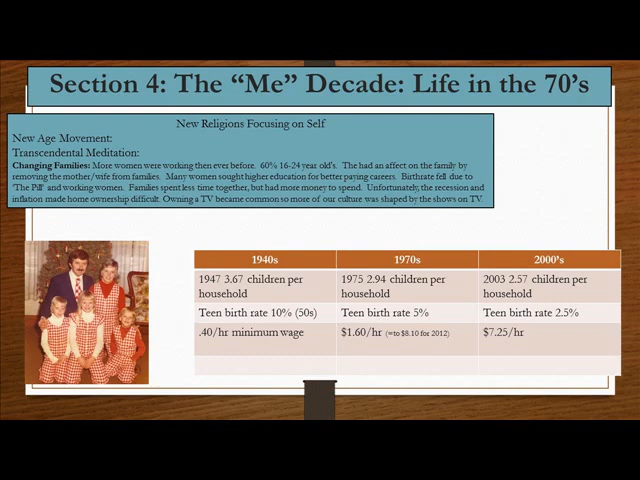 Section 4: The “Me” Decade: Life in the 70’s
New Religions Focusing on Self
New Age Movement:
Transcendental Meditation:
Changing Families: More women were working then ever before. 60% 16-24 year old's. The had an affect on the family by
removing the mother/wife from families. Many women sought higher education for better paying careers. Birthrate fell due to
'The Pill' and working women. Families spent less time together, but had more money to spend. Unfortunately, the recession and
inflation made home ownership difficult. Owning a TV became common so more of our culture was shaped by the shows on TV.
1940s 1970s 2000’s
1947 3.67 children per household 1975 2.94 children per household 2003 2.57 children per household
Teen birth rate 10% (50s) Teen birth rate 5% Teen birth rate 2.5%
.40/hr minimum wage $1.60/hr (=to $8.10 for 2012) $7.25/hr